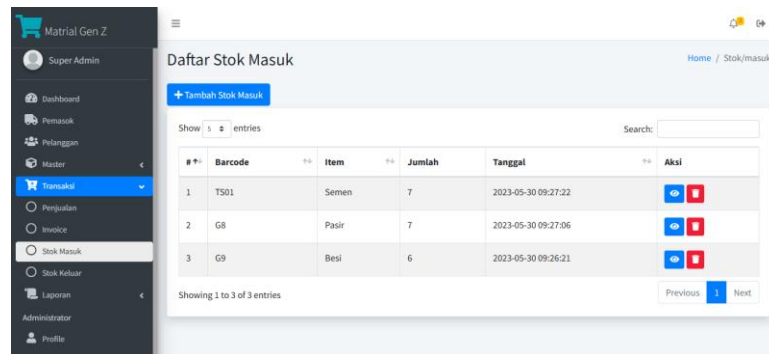 Matrial Gen Z
Super Admin
Dashboard
Pemasok
Pelanggan
Master
Transaksi
Penjualan
Invoice
Stok Masuk
Stok Keluar
Laporan
Administrator
Profile
Daftar Stok Masuk
Home / Stok/masuk
Tambah Stok Masuk
Show 5 entries
Search:
# Barcode Item Jumlah Tanggal Aksi
1 TS01 Semen 7 2023-05-30 09:27:22
2 G8 Pasir 7 2023-05-30 09:27:06
3 G9 Besi 6 2023-05-30 09:26:21
Showing 1 to 3 of 3 entries
Previous 1 Next